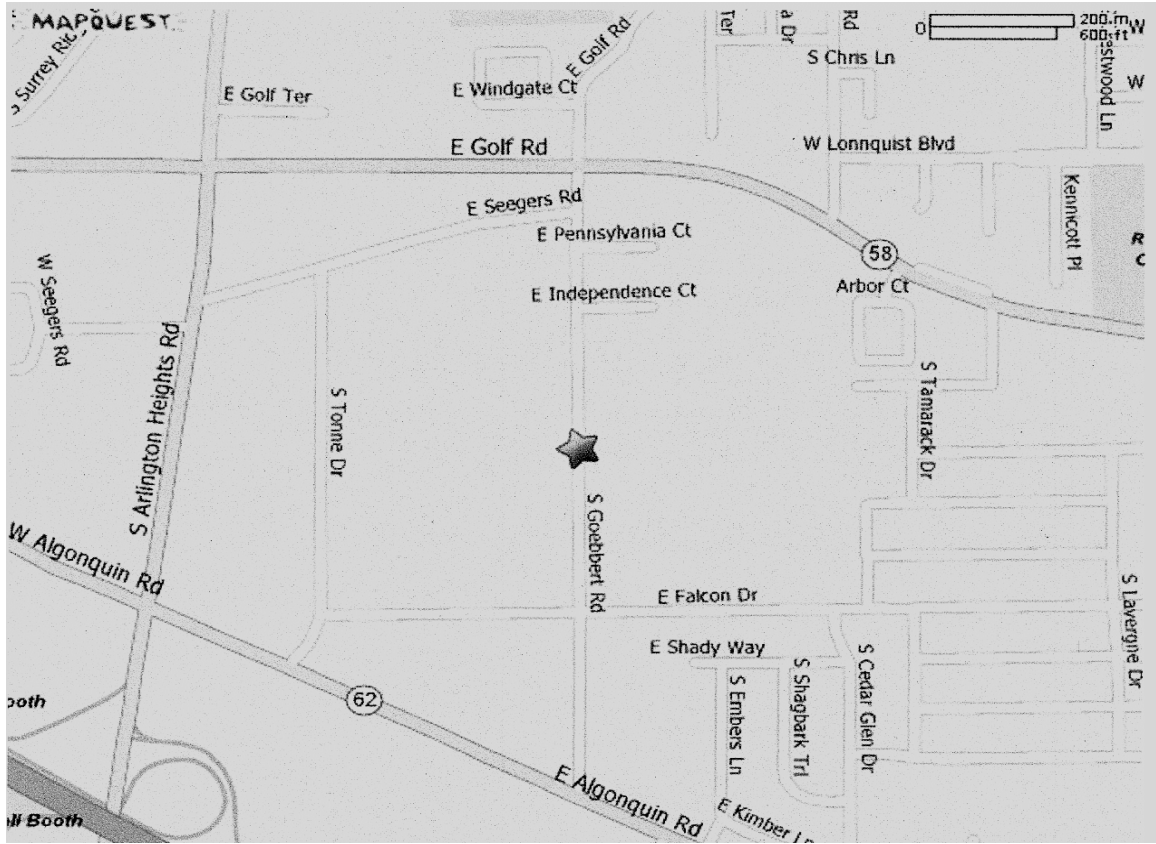 MAPQUEST
200 m
0
600 ft
W
S Surrey Rid
E Golf Rd
Ter
a Dr
Rd
S Chris Ln
estwood Ln
W
E Golf Ter
E Windgate Ct
E Golf Rd
W Lonnquist Blvd
Kennicott Pl
E Seegers Rd
E Pennsylvania Ct
R
C
58
W Seegers Rd
E Independence Ct
Arbor Ct
S Arlington Heights Rd
S Tonne Dr
S Tamarack Dr
W Algonquin Rd
S Goebbert Rd
E Falcon Dr
S Lavergne Dr
E Shady Way
S Embers Ln
S Shagbark Trl
S Cedar Glen Dr
62
ooth
E Algonquin Rd
E Kimber Ln
ll Booth